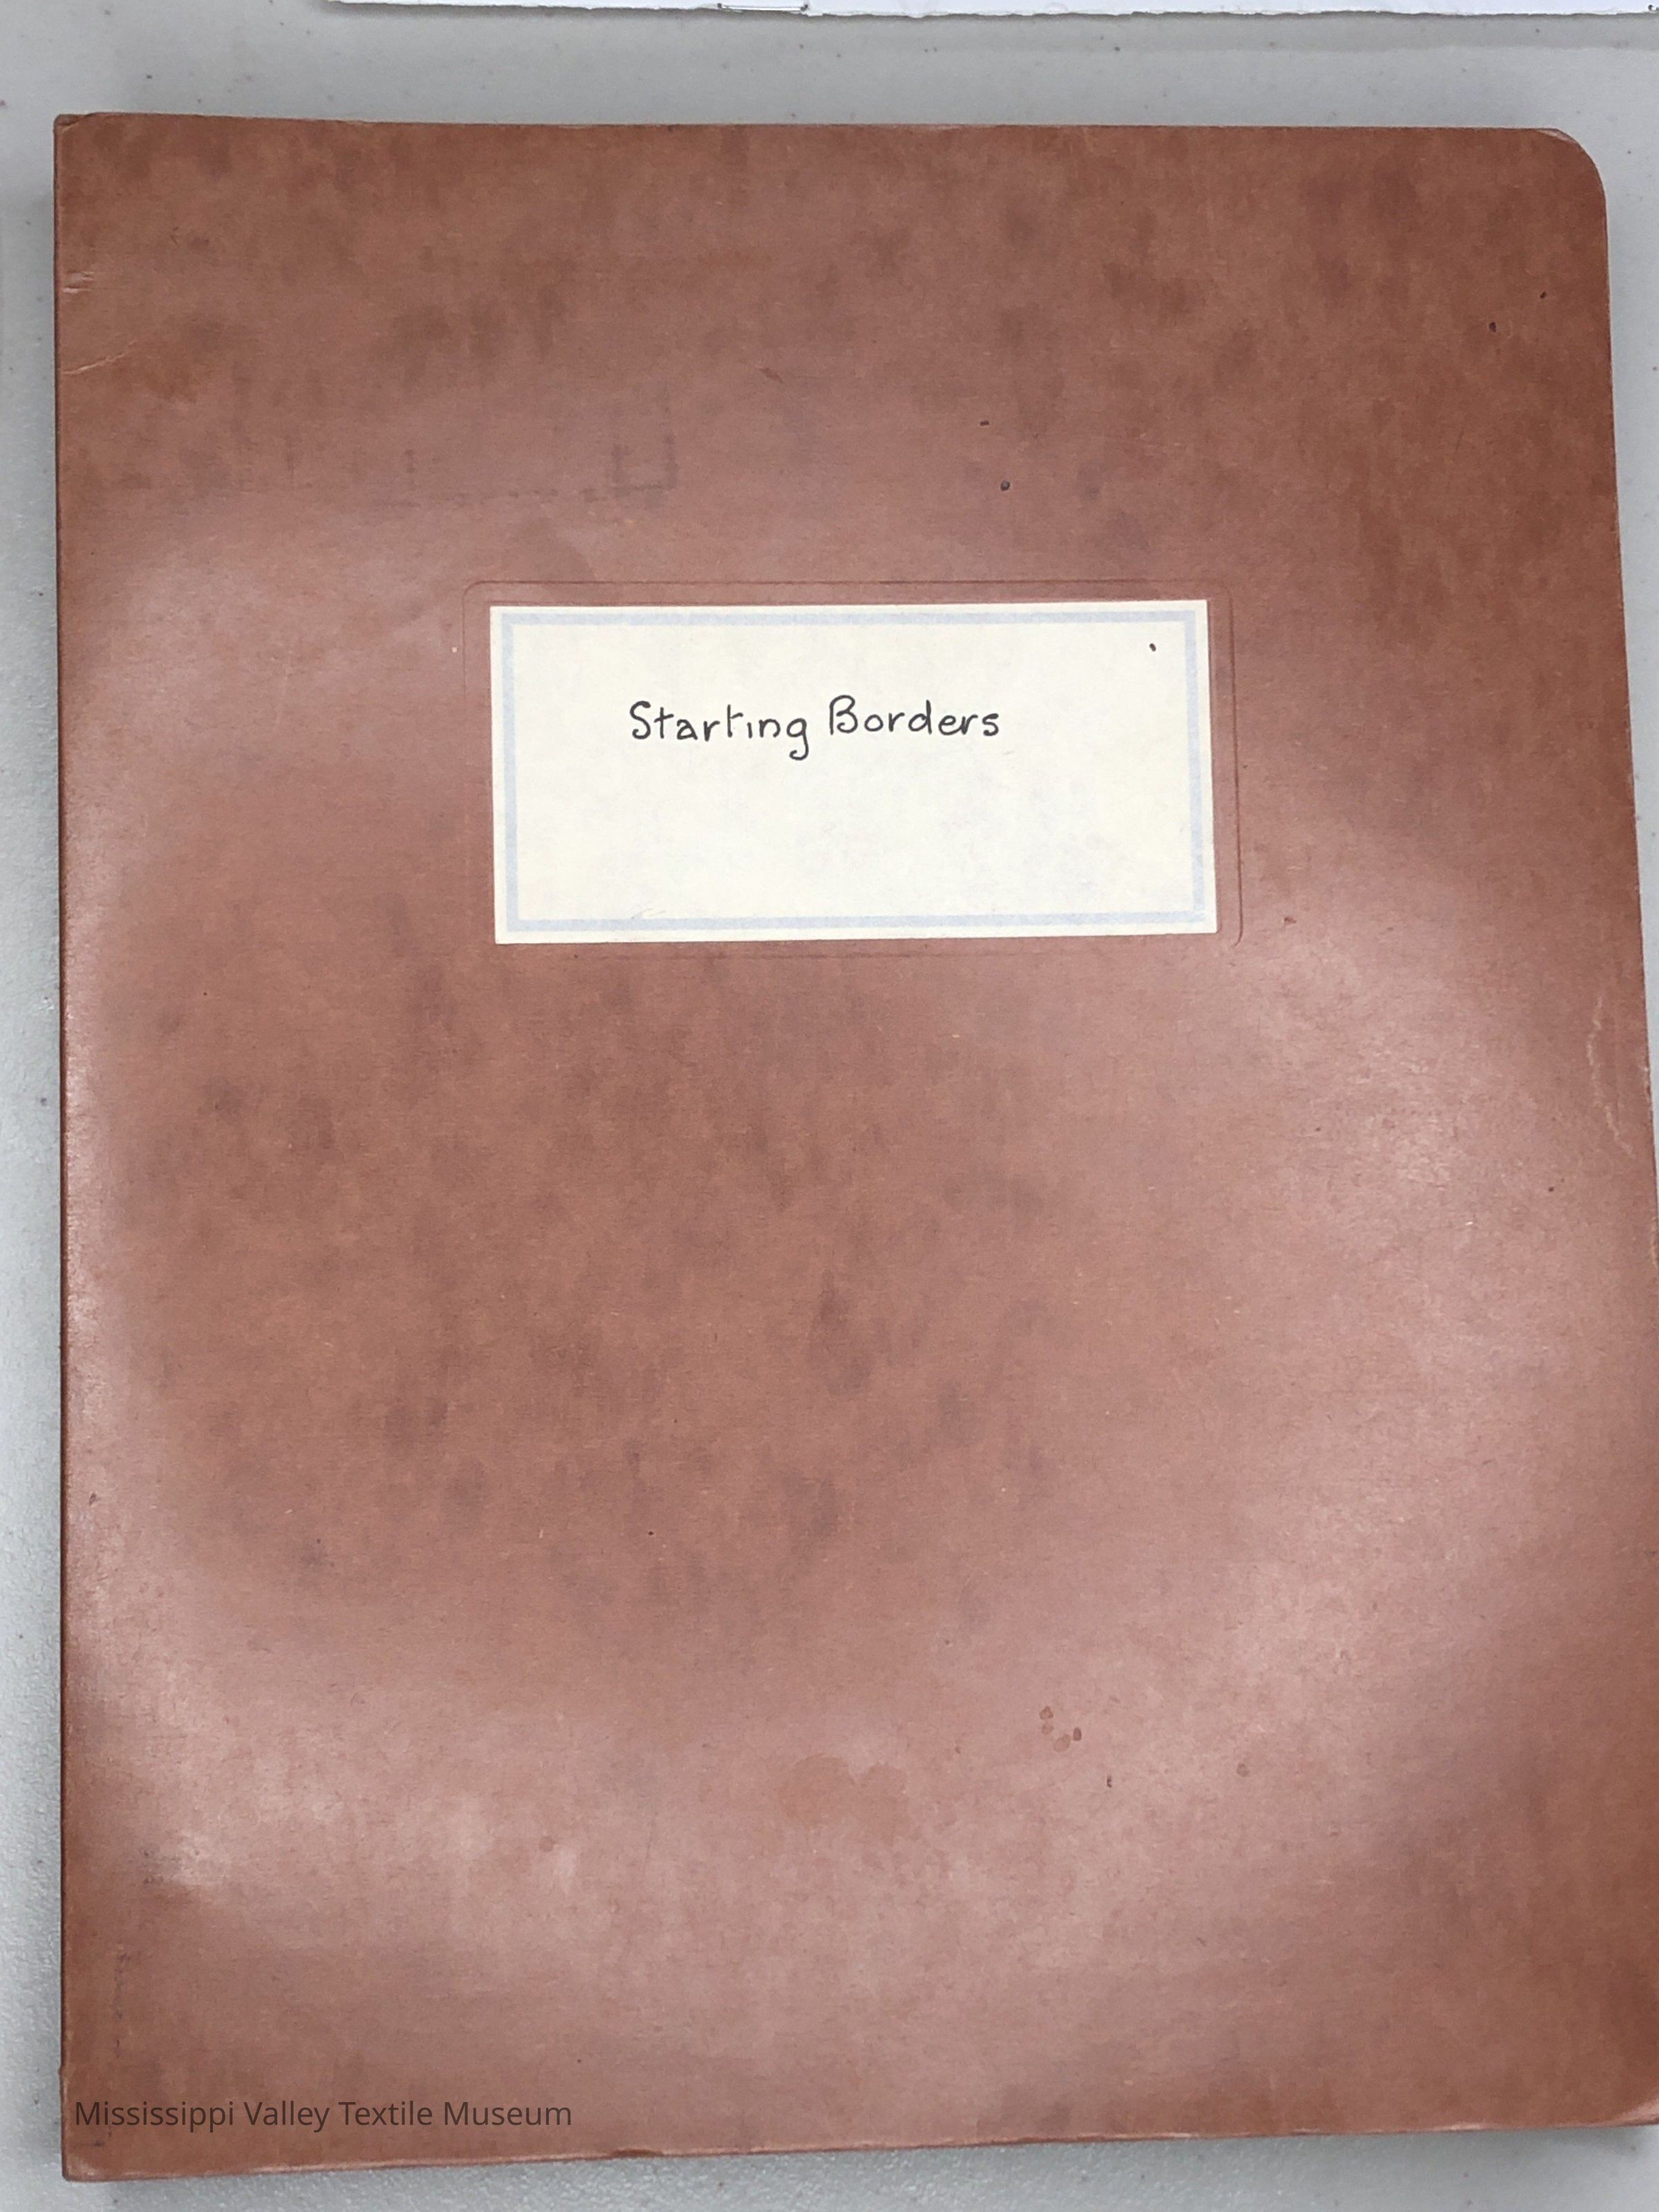 Starting Borders
Mississippi Valley Textile Museum